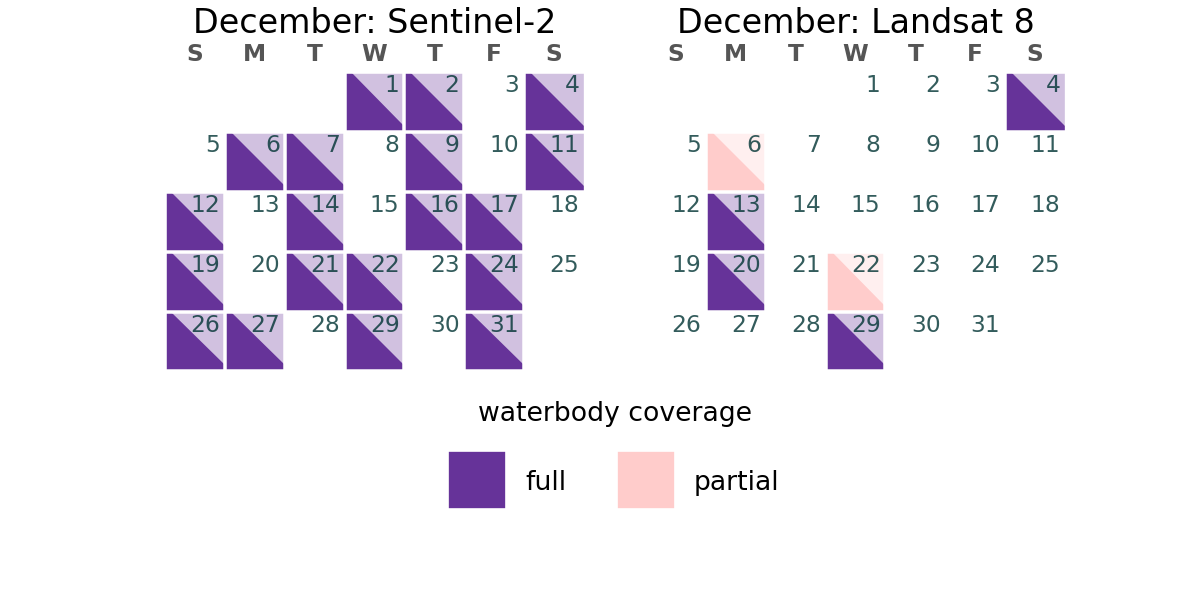 December: Sentinel-2
S M T W T F S
1 2 3 4
5 6 7 8 9 10 11
12 13 14 15 16 17 18
19 20 21 22 23 24 25
26 27 28 29 30 31
December: Landsat 8
S M T W T F S
1 2 3 4
5 6 7 8 9 10 11
12 13 14 15 16 17 18
19 20 21 22 23 24 25
26 27 28 29 30 31
waterbody coverage
full partial